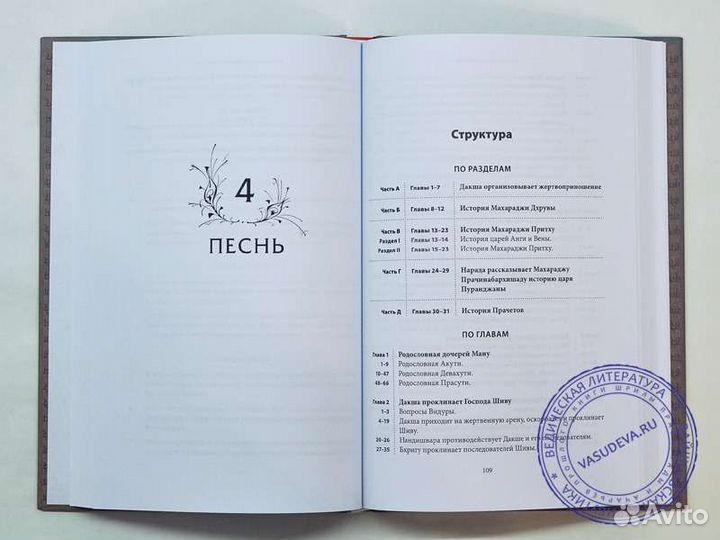 4
ПЕСНЬ
Структура
ПО РАЗДЕЛАМ
Часть А Главы 1–7 Дакша организовывает жертвоприношение
Часть Б Главы 8–12 История Махараджи Дхрувы
Часть В Главы 13–23 История Махараджи Притху
Раздел I Главы 13–14 История царей Анги и Вены.
Раздел II Главы 15–23 История Махараджи Притху.
Часть Г Главы 24–29 Нарада рассказывает Махараджу
Прачинабархишаду историю царя
Пуранджаны
Часть Д Главы 30–31 История Прачетов
ПО ГЛАВАМ
Глава 1 Родословная дочерей Ману
1–9 Родословная Акути.
10–47 Родословная Девахути.
48–66 Родословная Прасути.
Глава 2 Дакша проклинает Господа Шиву
1–3 Вопросы Видуры.
4–19 Дакша приходит на жертвенную арену, и проклинает
Шиву.
20–26 Нандишвара противодействует Дакше и его последователям.
27–35 Бхригу проклинает последователей Шивы.
109
ВЕДИЧЕСКАЯ ЛИТЕРАТУРА
VASUDEVA.RU
Avito